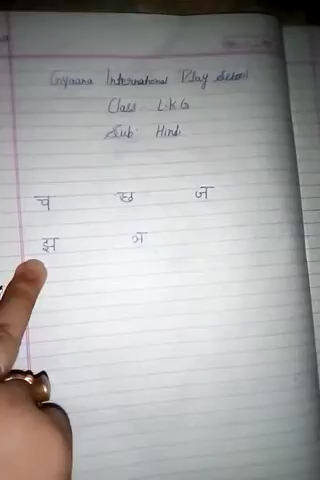 Gyaana International Play School
Class L.K.G
Sub: Hindi
च छ ज
झ ञ